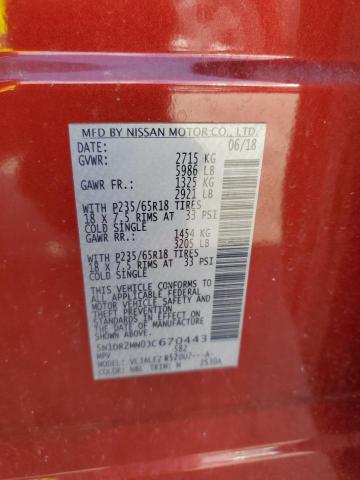 MFD BY NISSAN MOTOR CO., LTD.
DATE: 06/18
GVWR: 2715 KG
5986 LB
GAWR FR.: 1325 KG
2921 LB
WITH P235/65R18 TIRES
18 x 7.5 RIMS AT 33 PSI
COLD SINGLE
GAWR RR.: 1454 KG
3205 LB
WITH P235/65R18 TIRES
18 x 7.5 RIMS AT 33 PSI
COLD SINGLE
THIS VEHICLE CONFORMS TO ALL
APPLICABLE U.S. FEDERAL
MOTOR VEHICLE SAFETY AND
THEFT PREVENTION
STANDARDS IN EFFECT ON THE
DATE OF MANUFACTURE
SHOWN ABOVE.
5N1DR2MN0JC670443
MPV
COLOR: TRIM: